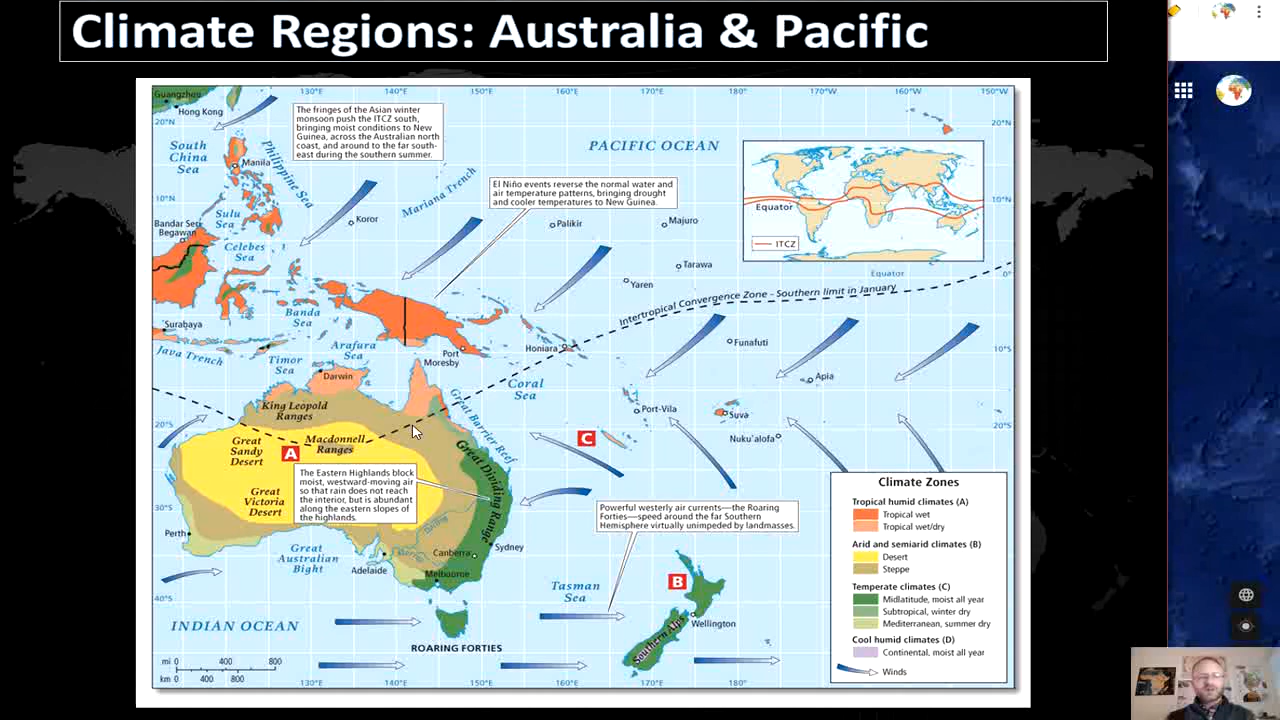 Climate Regions: Australia & Pacific
130°E
140°E
150°E
160°E
170°E
180°
170°W
160°W
150°W
Guangzhou
Hong Kong
20°N
20°N
South
China
Sea
Philippine Sea
Manila
The fringes of the Asian winter
monsoon push the ITCZ south,
bringing moist conditions to New
Guinea, across the Australian north
coast, and around to the far south-
east during the southern summer.
PACIFIC OCEAN
El Niño events reverse the normal water and
air temperature patterns, bringing drought
and cooler temperatures to New Guinea.
Mariana Trench
Equator
ITCZ
10°N
10°N
Sulu
Sea
Bandar Seri
Begawan
Celebes
Sea
Koror
Palikir
Majuro
Tarawa
Yaren
Equator
0°
Intertropical Convergence Zone - Southern limit in January
Banda
Sea
Surabaya
Java Trench
Timor
Sea
Arafura
Sea
Port
Moresby
Honiara
Funafuti
10°S
Darwin
Coral
Sea
Apia
King Leopold
Ranges
Great Barrier Reef
Port-Vila
Suva
Nuku'alofa
20°S
20°S
Great
Sandy
Desert
Macdonnell
Ranges
A
C
Great Dividing Range
The Eastern Highlands block
moist, westward-moving air
so that rain does not reach
the interior, but is abundant
along the eastern slopes of
the highlands.
Great
Victoria
Desert
30°S
Perth
Darling
Great
Australian
Bight
Adelaide
Canberra
Sydney
Melbourne
Powerful westerly air currents—the Roaring
Forties—speed around the far Southern
Hemisphere virtually unimpeded by landmasses.
B
Tasman
Sea
Wellington
Southern Alps
40°S
INDIAN OCEAN
ROARING FORTIES
mi 0 400 800
km 0 400 800
130°E
140°E
150°E
160°E
170°E
180°
Climate Zones
Tropical humid climates (A)
Tropical wet
Tropical wet/dry
Arid and semiarid climates (B)
Desert
Steppe
Temperate climates (C)
Midlatitude, moist all year
Subtropical, winter dry
Mediterranean, summer dry
Cool humid climates (D)
Continental, moist all year
Winds